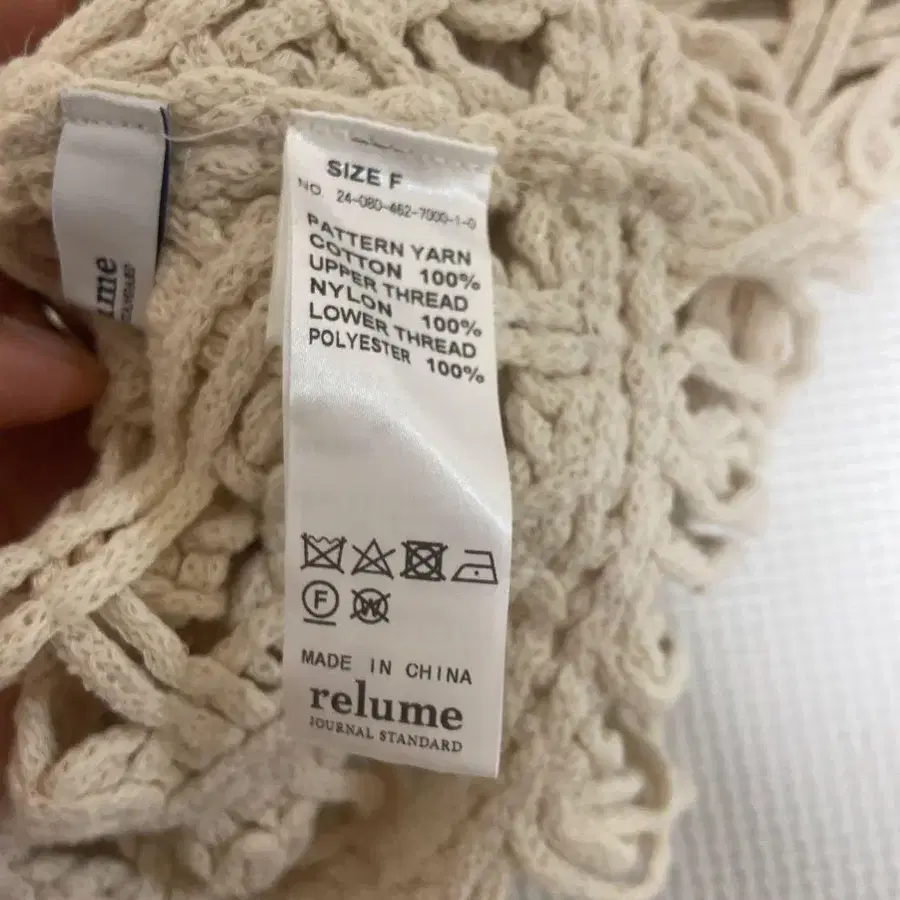 SIZE F
NO. 24-080-462-7000-1-0
PATTERN YARN
COTTON 100%
UPPER THREAD
NYLON 100%
LOWER THREAD
POLYESTER 100%
F
W
MADE IN CHINA
relume
JOURNAL STANDARD
ume